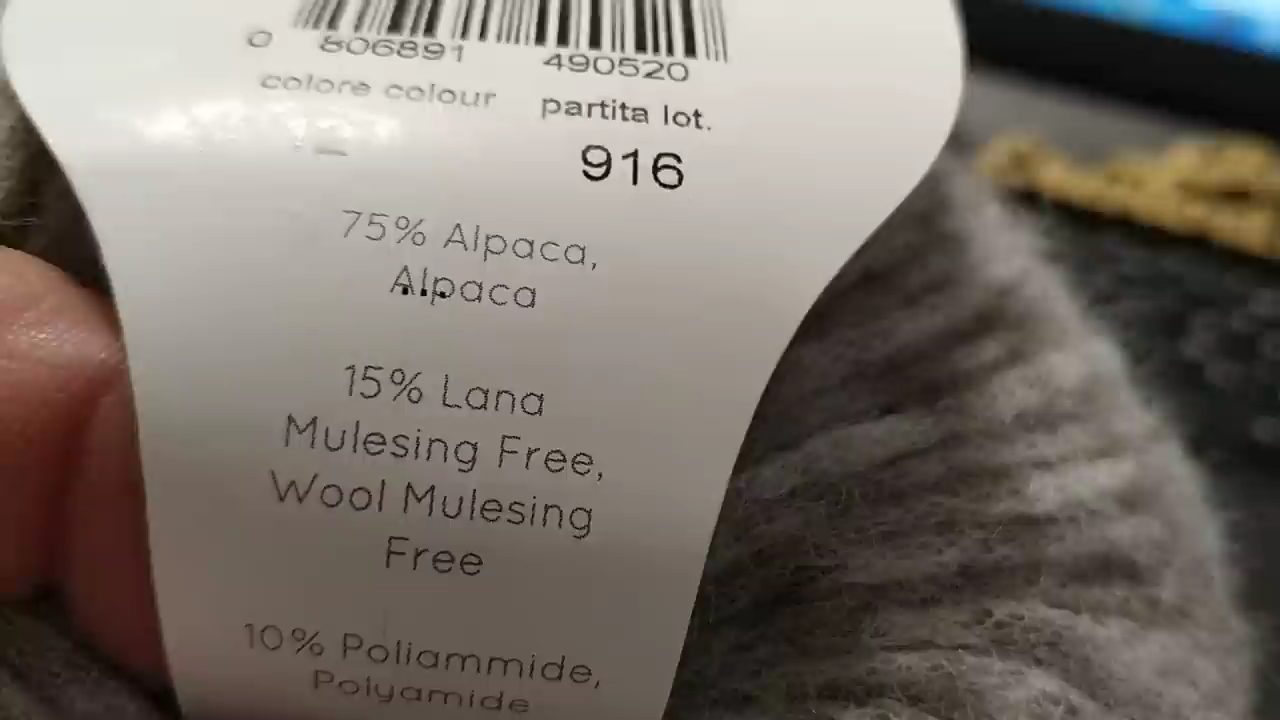 0 806891 490520
colore colour partita lot.
916
75% Alpaca,
Alpaca
15% Lana
Mulesing Free,
Wool Mulesing
Free
10% Poliammide,
Polyamide